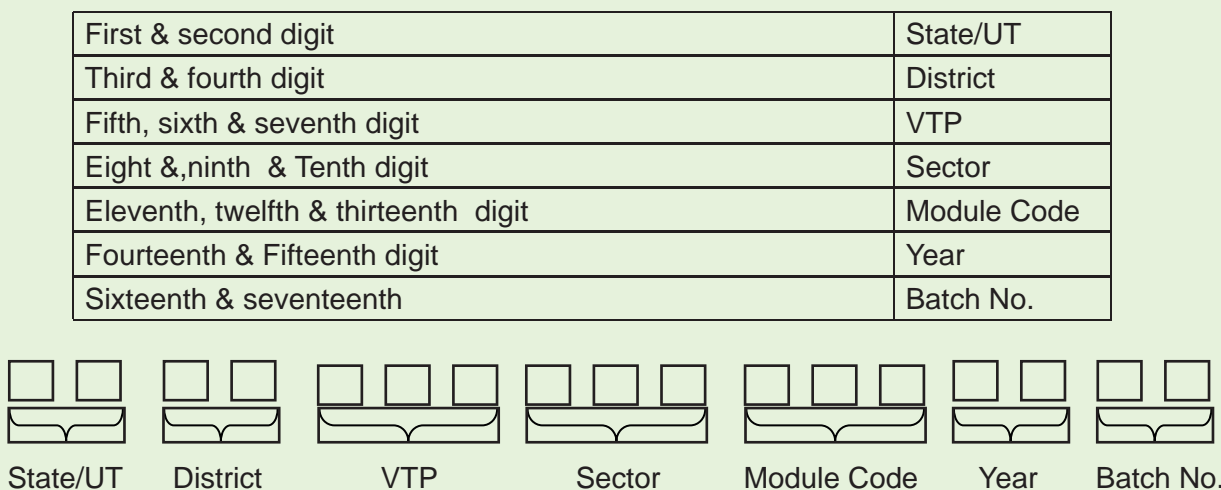 First & second digit State/UT
Third & fourth digit District
Fifth, sixth & seventh digit VTP
Eight &,ninth & Tenth digit Sector
Eleventh, twelfth & thirteenth digit Module Code
Fourteenth & Fifteenth digit Year
Sixteenth & seventeenth Batch No.
State/UT District VTP Sector Module Code Year Batch No.